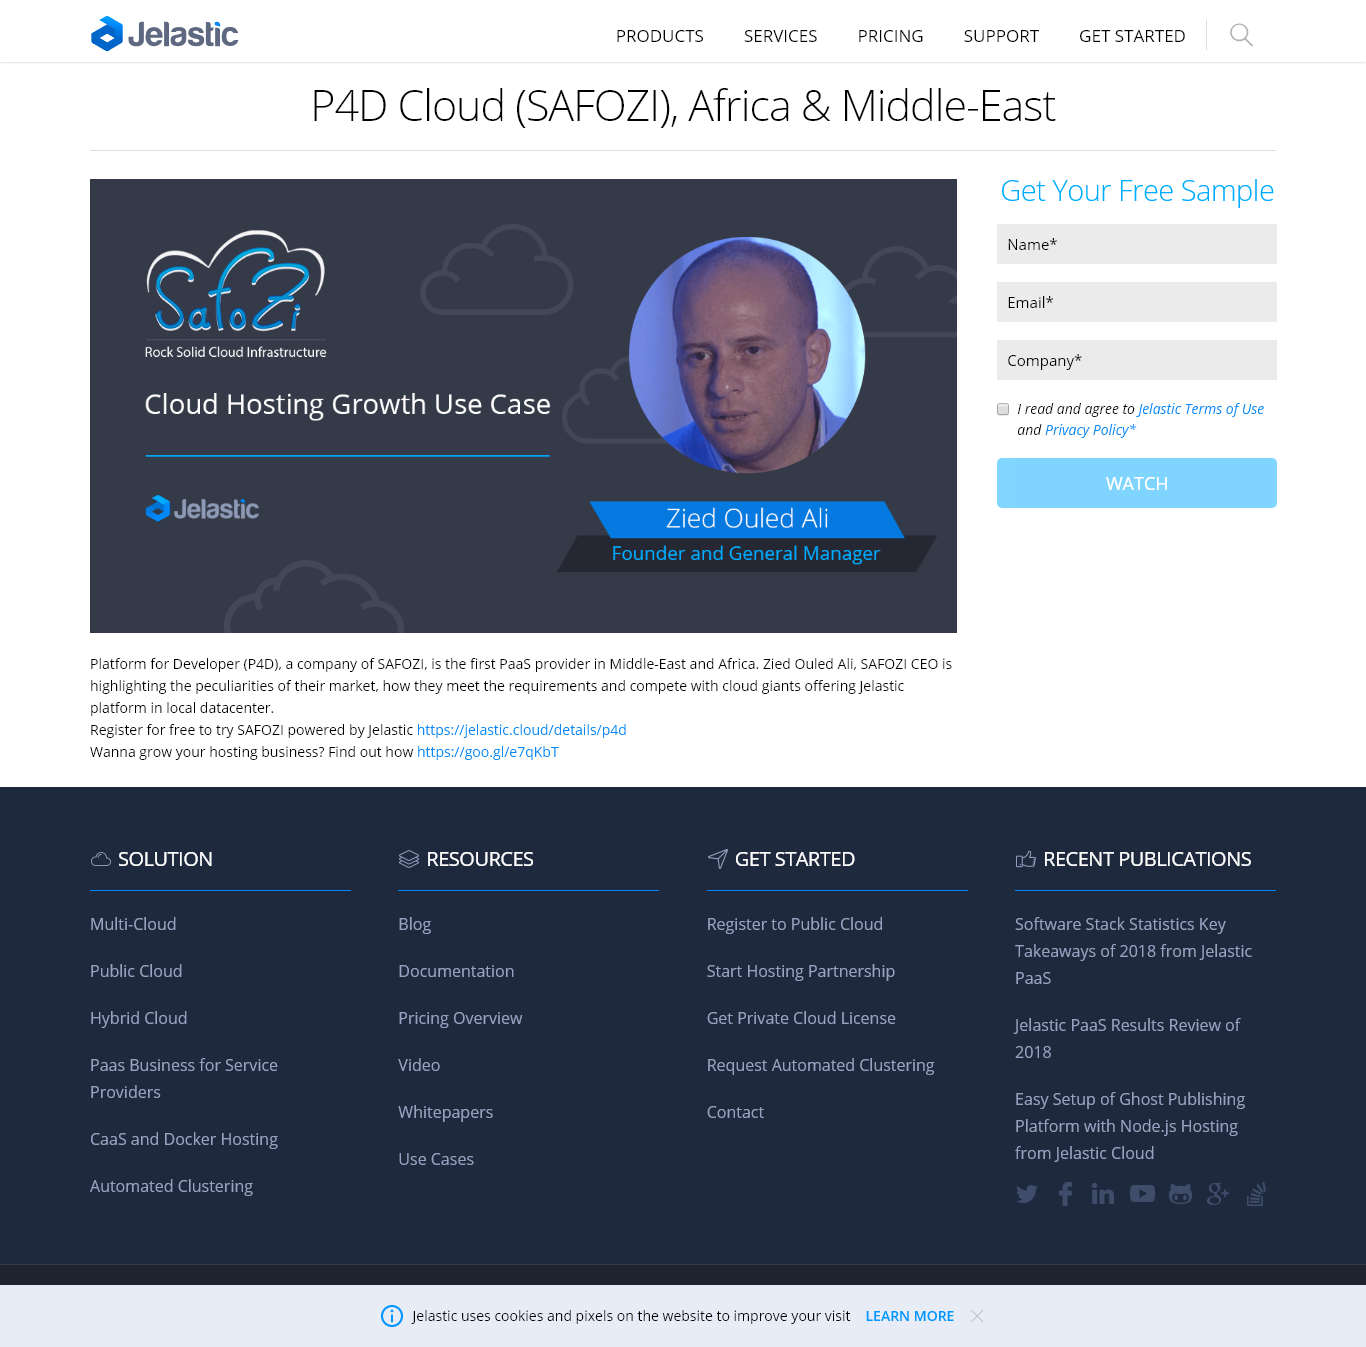 Jelastic
PRODUCTS
SERVICES
PRICING
SUPPORT
GET STARTED
P4D Cloud (SAFOZI), Africa & Middle-East
SafoZi
Rock Solid Cloud Infrastructure
Cloud Hosting Growth Use Case
Jelastic
Zied Ouled Ali
Founder and General Manager
Get Your Free Sample
Name*
Email*
Company*
I read and agree to Jelastic Terms of Use
and Privacy Policy*
WATCH
Platform for Developer (P4D), a company of SAFOZI, is the first PaaS provider in Middle-East and Africa. Zied Ouled Ali, SAFOZI CEO is
highlighting the peculiarities of their market, how they meet the requirements and compete with cloud giants offering Jelastic
platform in local datacenter.
Register for free to try SAFOZI powered by Jelastic https://jelastic.cloud/details/p4d
Wanna grow your hosting business? Find out how https://goo.gl/e7qKbT
SOLUTION
Multi-Cloud
Public Cloud
Hybrid Cloud
Paas Business for Service
Providers
CaaS and Docker Hosting
Automated Clustering
RESOURCES
Blog
Documentation
Pricing Overview
Video
Whitepapers
Use Cases
GET STARTED
Register to Public Cloud
Start Hosting Partnership
Get Private Cloud License
Request Automated Clustering
Contact
RECENT PUBLICATIONS
Software Stack Statistics Key
Takeaways of 2018 from Jelastic
PaaS
Jelastic PaaS Results Review of
2018
Easy Setup of Ghost Publishing
Platform with Node.js Hosting
from Jelastic Cloud
Jelastic uses cookies and pixels on the website to improve your visit LEARN MORE